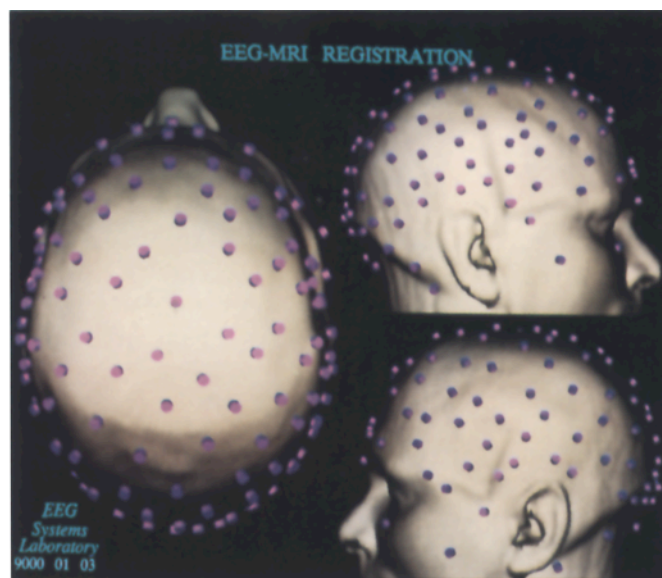 EEG-MRI REGISTRATION
EEG
Systems
Laboratory
9000 01 03